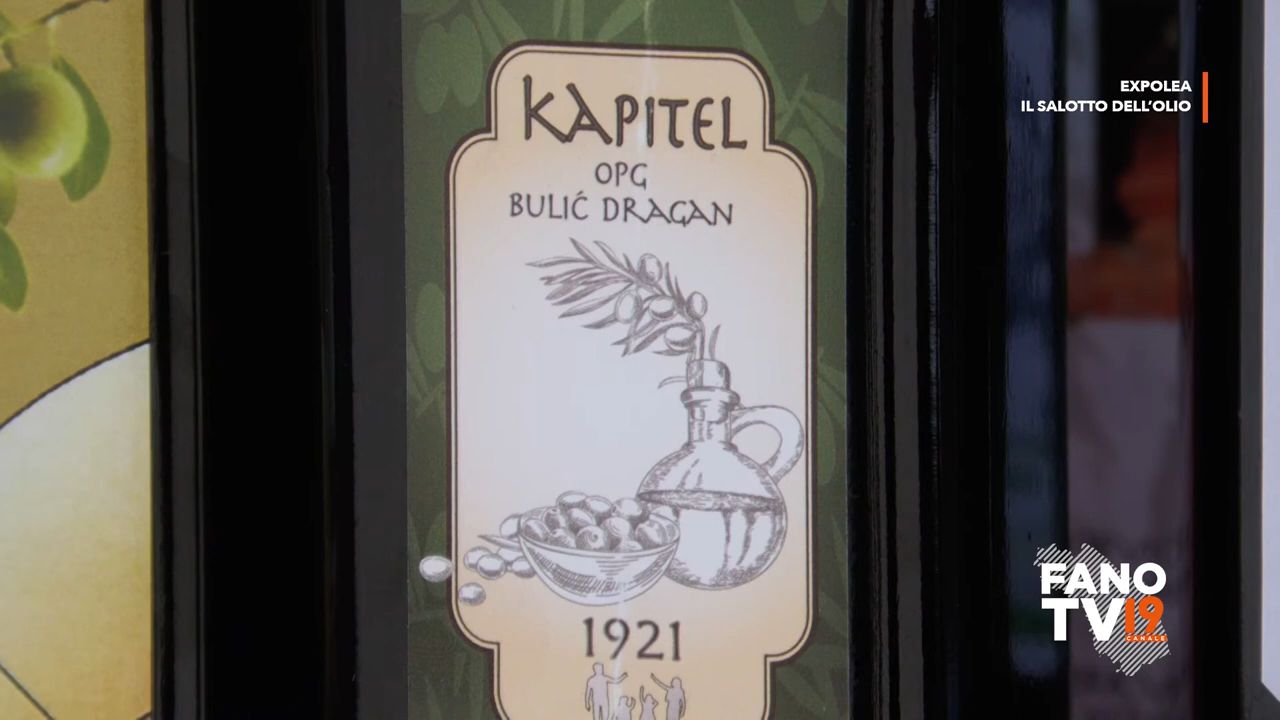 KAPITEL
OPG
BULIĆ DRAGAN
1921
EXPOLEA
IL SALOTTO DELL'OLIO
FANO
TV19
CANALE